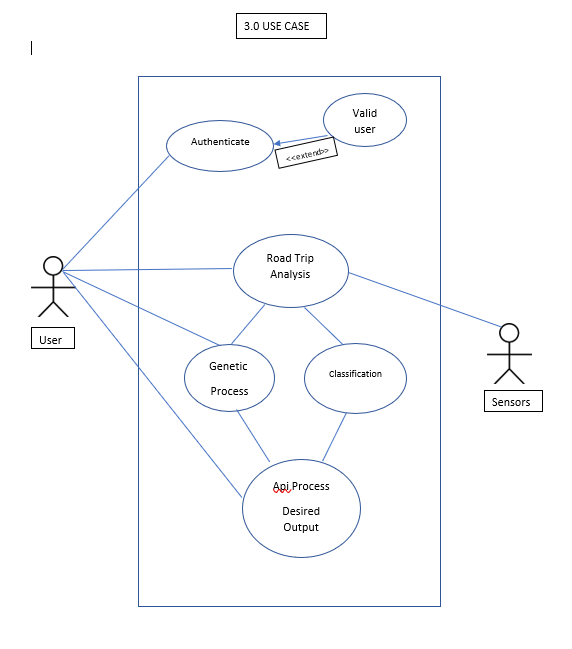 3.0 USE CASE
Valid
user
Authenticate
<<extend>>
Road Trip
Analysis
User
Genetic
Process
Classification
Sensors
Api Process
Desired
Output